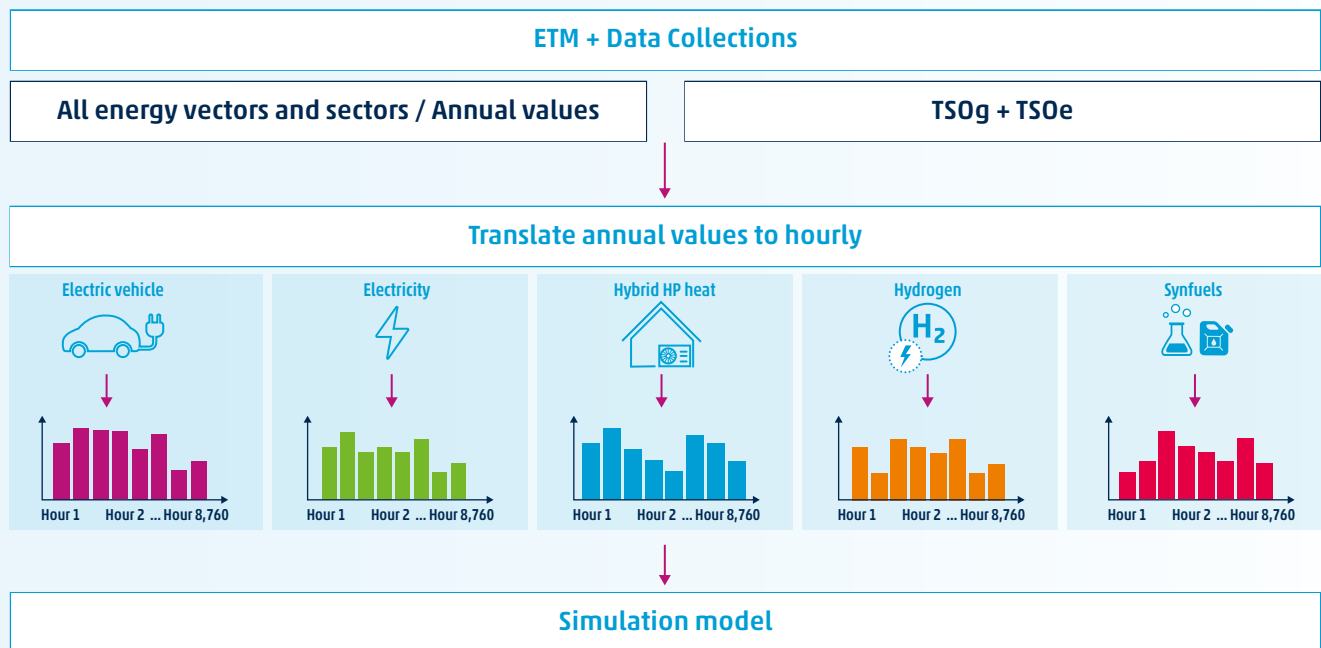 ETM + Data Collections
All energy vectors and sectors / Annual values
TSOg + TSOe
Translate annual values to hourly
Electric vehicle
Electricity
Hybrid HP heat
Hydrogen
Synfuels
H2
Hour 1 Hour 2 ... Hour 8,760
Hour 1 Hour 2 ... Hour 8,760
Hour 1 Hour 2 ... Hour 8,760
Hour 1 Hour 2 ... Hour 8,760
Hour 1 Hour 2 ... Hour 8,760
Simulation model